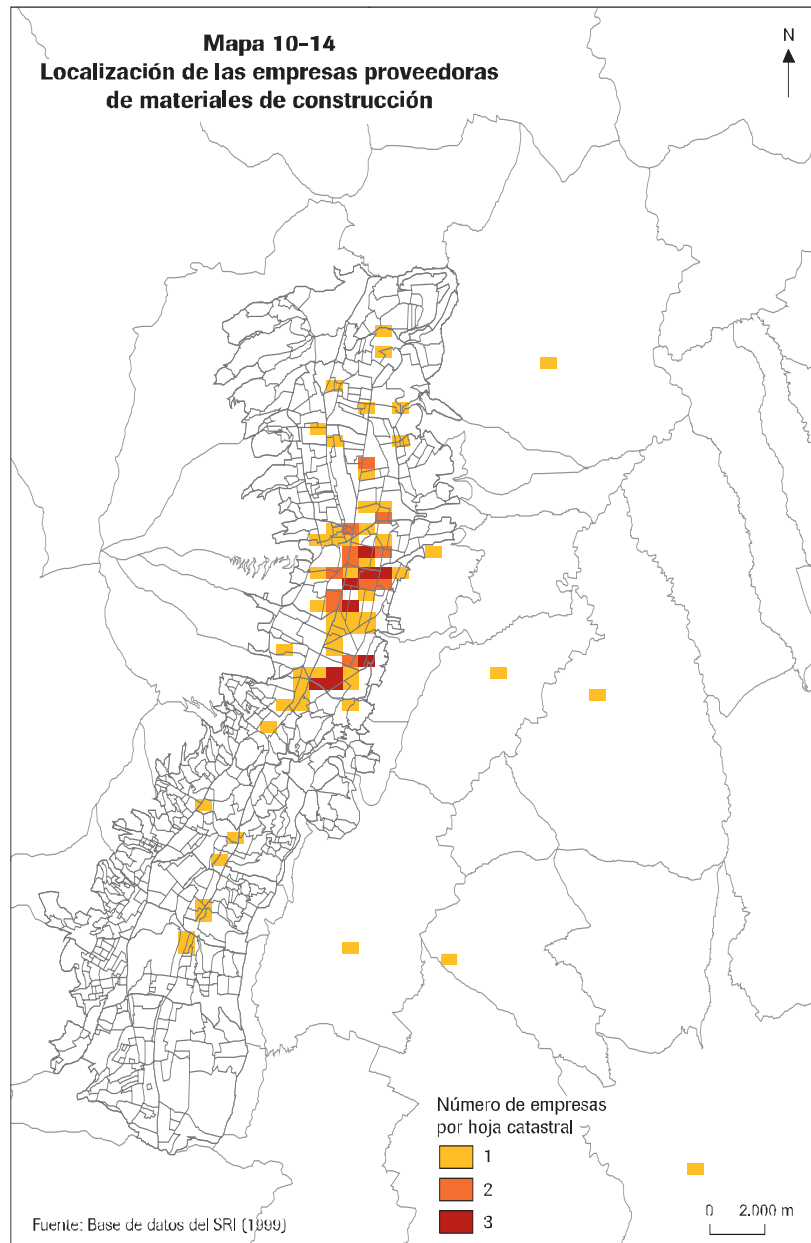 Mapa 10-14
Localización de las empresas proveedoras
de materiales de construcción
N
Número de empresas
por hoja catastral
1
2
3
Fuente: Base de datos del SRI (1999)
0 2.000 m